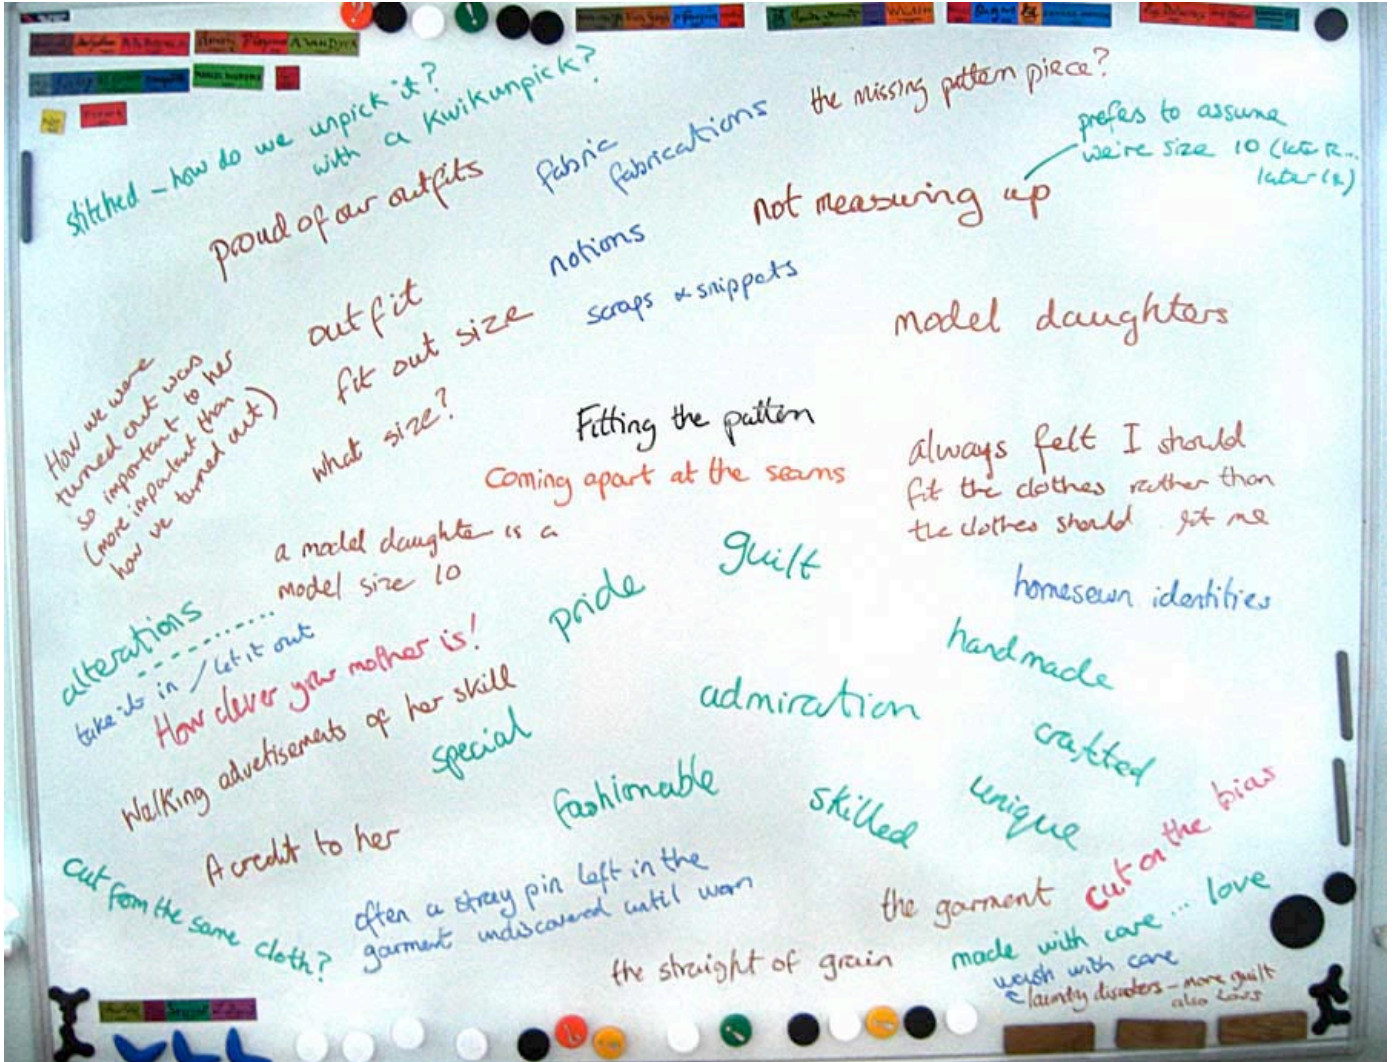 stitched – how do we unpick it?
with a Kwikunpick?
proud of our outfits
fabric
fabrications
the missing pattern piece?
prefers to assume
we're size 10 (
later
not measuring up
notions
scraps & snippets
outfit
fit out size
what size?
model daughters
How we were
turned out was
so important to her
(more important than
how we turned out)
Fitting the pattern
Coming apart at the seams
always felt I should
fit the clothes rather than
the clothes should fit me
a model daughter is a
model size 10
guilt
pride
homesewn identities
alterations
take it in / let it out
How clever your mother is!
Walking advertisements of her skill
special
admiration
handmade
crafted
unique
fashionable
skilled
A credit to her
cut on the bias
cut from the same cloth?
often a stray pin left in the
garment undiscovered until worn
the garment
the straight of grain
made with care ... love
wash with care
laundry disasters – more guilt
also